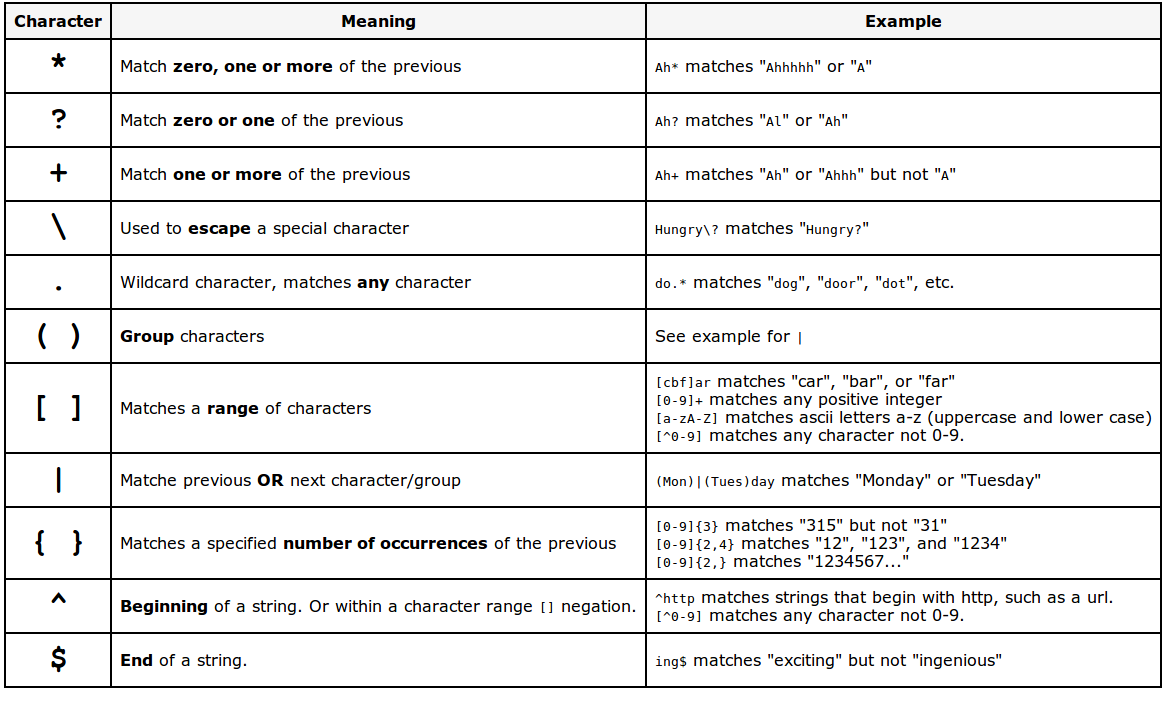 Character Meaning Example
* Match zero, one or more of the previous Ah* matches "Ahhhhh" or "A"
? Match zero or one of the previous Ah? matches "Al" or "Ah"
+ Match one or more of the previous Ah+ matches "Ah" or "Ahhh" but not "A"
\ Used to escape a special character Hungry\? matches "Hungry?"
. Wildcard character, matches any character do.* matches "dog", "door", "dot", etc.
( ) Group characters See example for |
[ ] Matches a range of characters [cbf]ar matches "car", "bar", or "far"
[0-9]+ matches any positive integer
[a-zA-Z] matches ascii letters a-z (uppercase and lower case)
[^0-9] matches any character not 0-9.
| Matche previous OR next character/group (Mon)|(Tues)day matches "Monday" or "Tuesday"
{ } Matches a specified number of occurrences of the previous [0-9]{3} matches "315" but not "31"
[0-9]{2,4} matches "12", "123", and "1234"
[0-9]{2,} matches "1234567..."
^ Beginning of a string. Or within a character range [] negation. ^http matches strings that begin with http, such as a url.
[^0-9] matches any character not 0-9.
$ End of a string. ing$ matches "exciting" but not "ingenious"